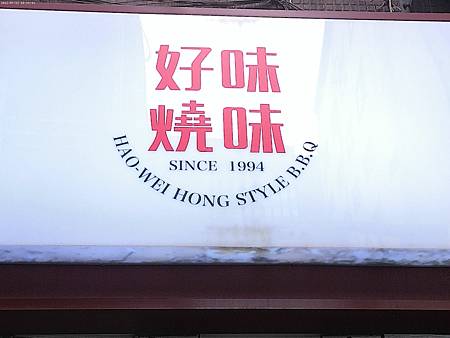 好味
燒味
SINCE 1994
HAO-WEI HONG STYLE B.B.Q